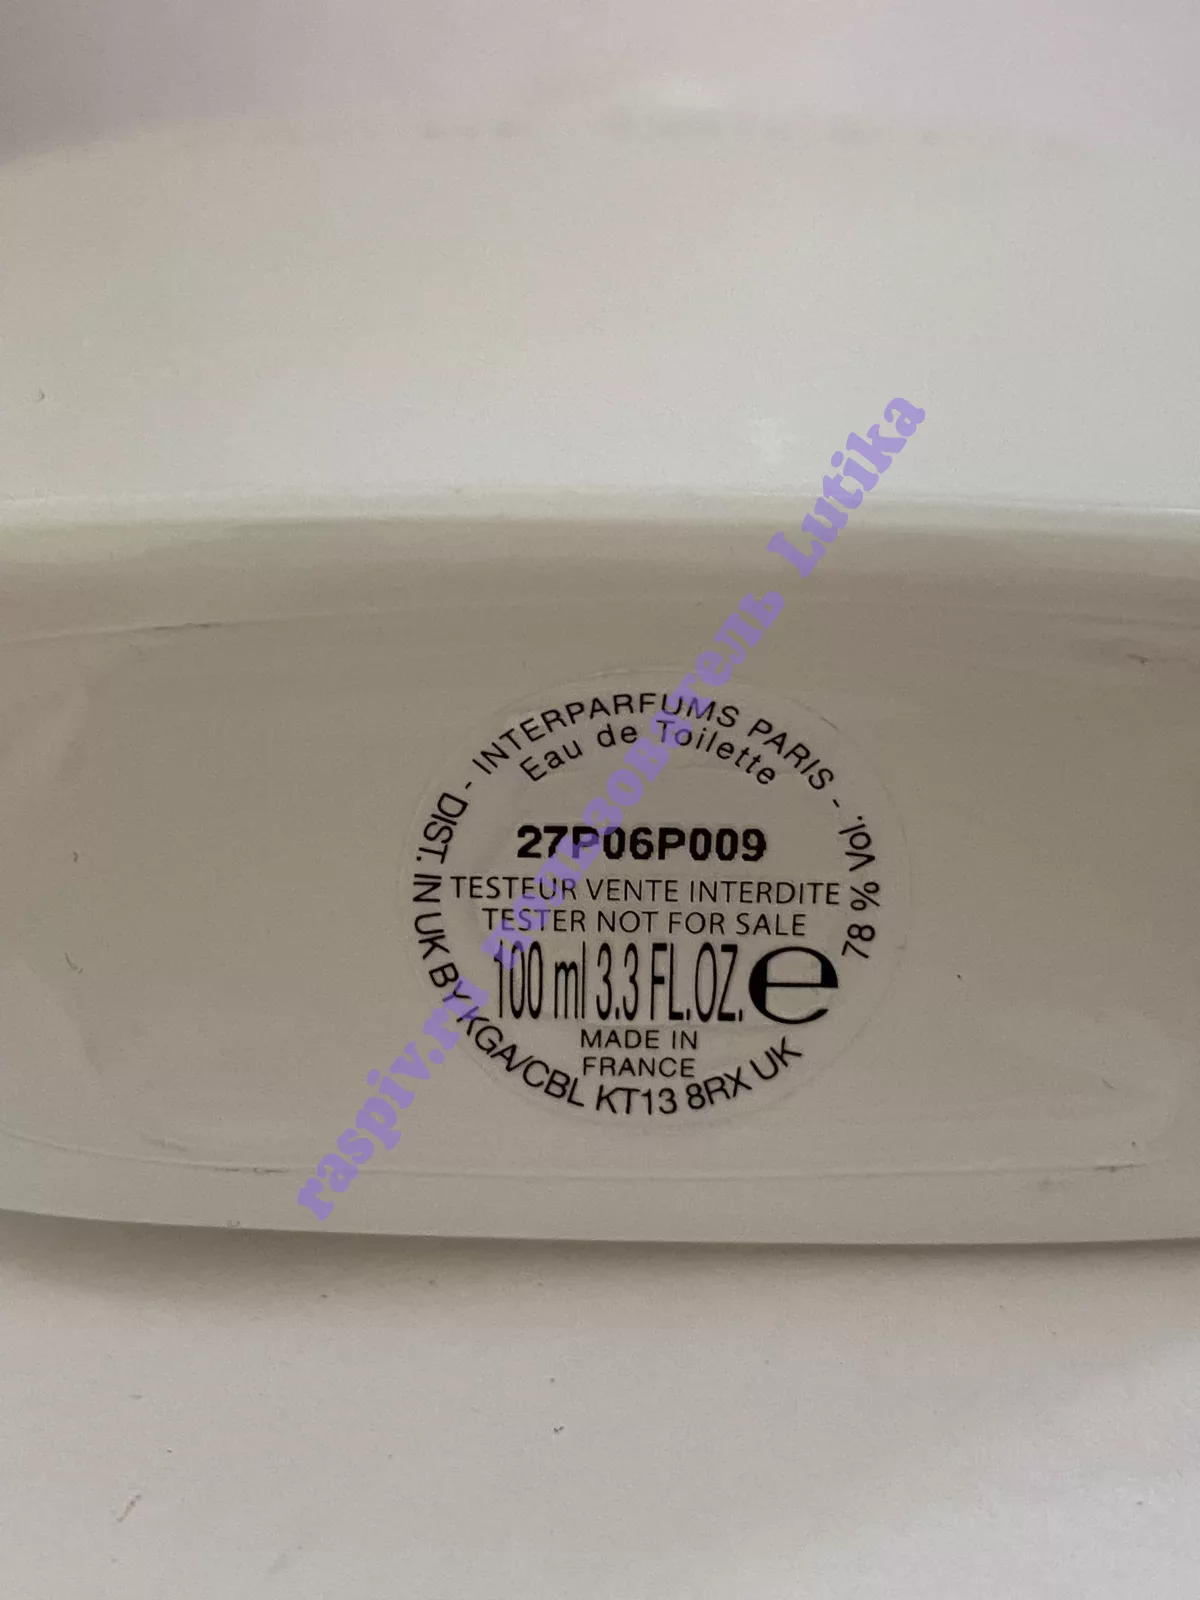 DIST. IN UK BY KGA/CBL KT13 8RX UK
- INTERPARFUMS PARIS - 78 % Vol.
Eau de Toilette
27P06P009
TESTEUR VENTE INTERDITE
TESTER NOT FOR SALE
100 ml 3.3 FL.OZ. e
MADE IN
FRANCE
raspiv.ru пользователь Lutika